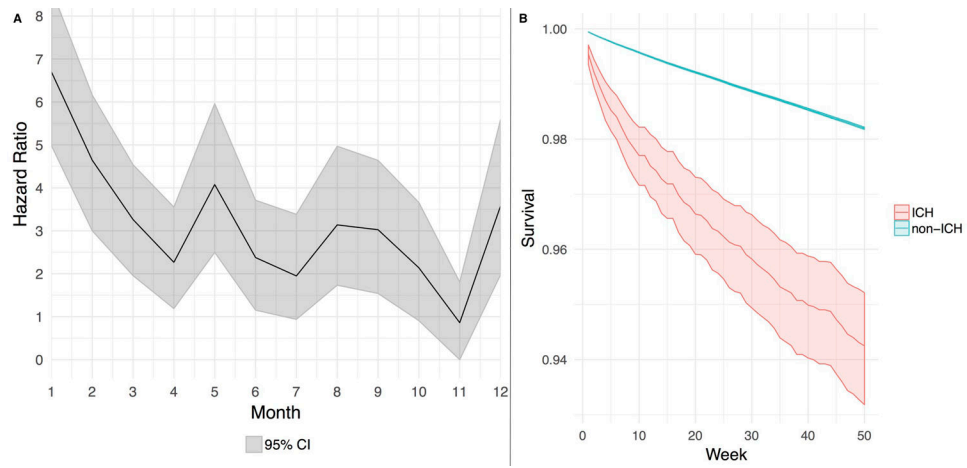 A
Hazard Ratio
8
7
6
5
4
3
2
1
0
1 2 3 4 5 6 7 8 9 10 11 12
Month
95% CI
B
Survival
1.00
0.98
0.96
0.94
0 10 20 30 40 50
Week
ICH
non-ICH